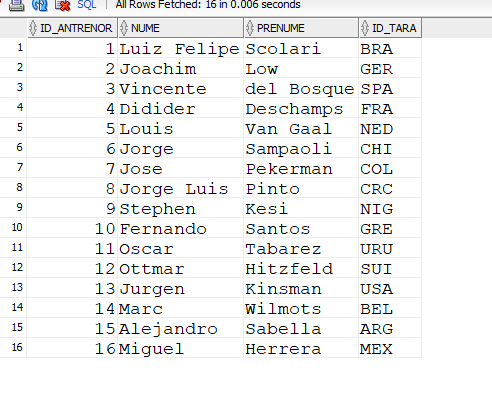 SQL | All Rows Fetched: 16 in 0.006 seconds
ID_ANTRENOR NUME PRENUME ID_TARA
1 1 Luiz Felipe Scolari BRA
2 2 Joachim Low GER
3 3 Vincente del Bosque SPA
4 4 Didider Deschamps FRA
5 5 Louis Van Gaal NED
6 6 Jorge Sampaoli CHI
7 7 Jose Pekerman COL
8 8 Jorge Luis Pinto CRC
9 9 Stephen Kesi NIG
10 10 Fernando Santos GRE
11 11 Oscar Tabarez URU
12 12 Ottmar Hitzfeld SUI
13 13 Jurgen Kinsman USA
14 14 Marc Wilmots BEL
15 15 Alejandro Sabella ARG
16 16 Miguel Herrera MEX